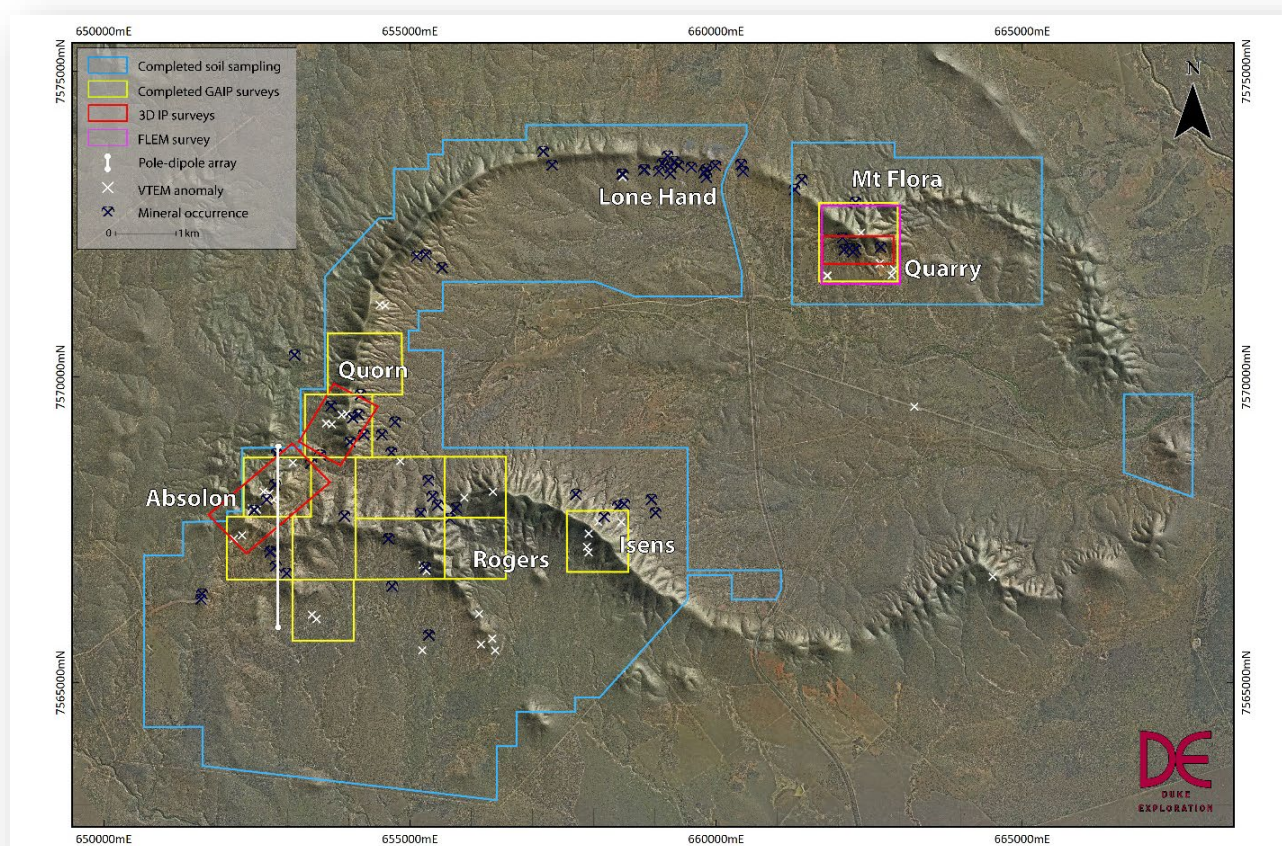 650000mE 655000mE 660000mE 665000mE
7575000mN
7575000mN
N
Completed soil sampling
Completed GAIP surveys
3D IP surveys
FLEM survey
Pole-dipole array
VTEM anomaly
Mineral occurrence
0 1km
Mt Flora
Lone Hand
Quarry
Quorn
7570000mN
7570000mN
Absolon
Rogers
Isens
7565000mN
7565000mN
DE
DUKE
EXPLORATION
650000mE 655000mE 660000mE 665000mE